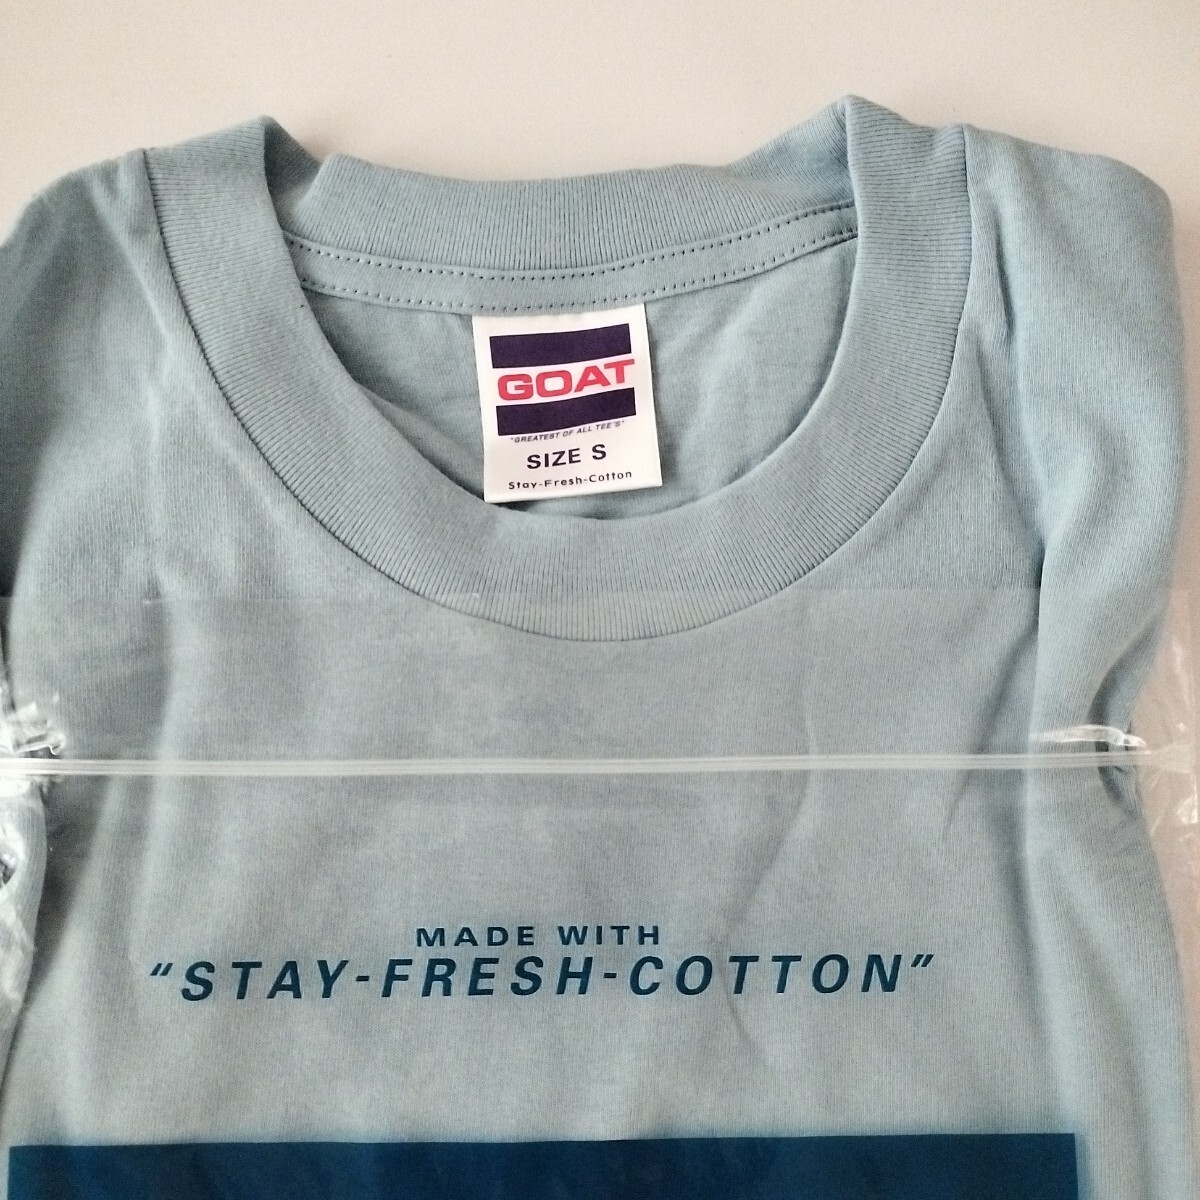 GOAT
"GREATEST OF ALL TEE'S"
SIZE S
Stay-Fresh-Cotton
MADE WITH
"STAY-FRESH-COTTON"